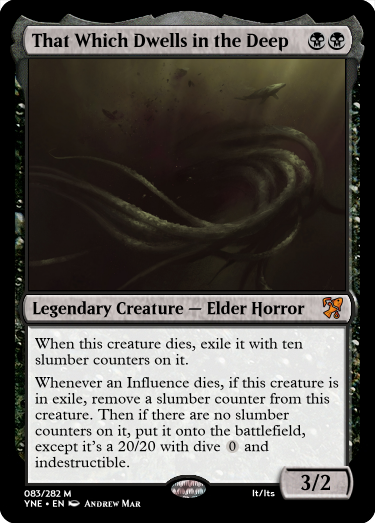 That Which Dwells in the Deep
Legendary Creature — Elder Horror
When this creature dies, exile it with ten
slumber counters on it.
Whenever an Influence dies, if this creature is
in exile, remove a slumber counter from this
creature. Then if there are no slumber
counters on it, put it onto the battlefield,
except it's a 20/20 with dive 0 and
indestructible.
3/2
083/282 M
YNE • EN Andrew Mar
It/Its